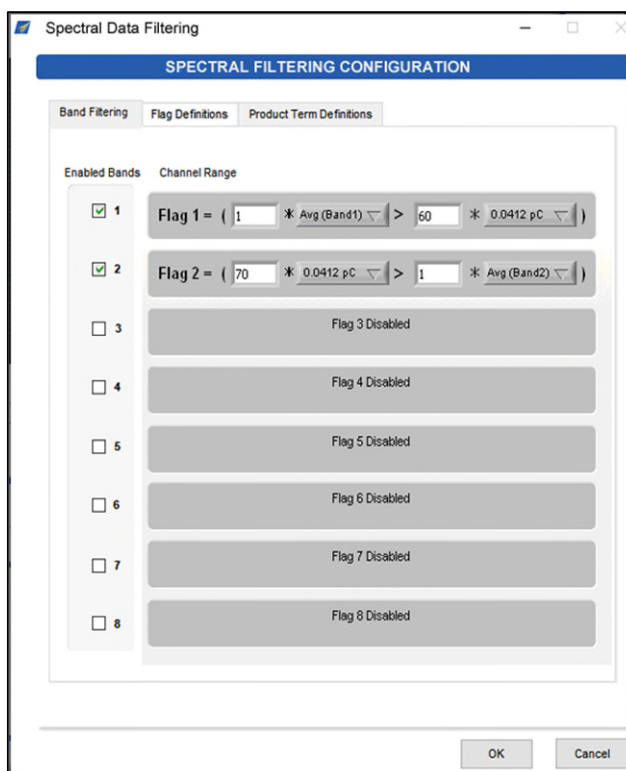 Spectral Data Filtering
SPECTRAL FILTERING CONFIGURATION
Band Filtering Flag Definitions Product Term Definitions
Enabled Bands Channel Range
1 Flag 1 = ( 1 * Avg (Band1) > 60 * 0.0412 pC )
2 Flag 2 = ( 70 * 0.0412 pC > 1 * Avg (Band2) )
3 Flag 3 Disabled
4 Flag 4 Disabled
5 Flag 5 Disabled
6 Flag 6 Disabled
7 Flag 7 Disabled
8 Flag 8 Disabled
OK Cancel